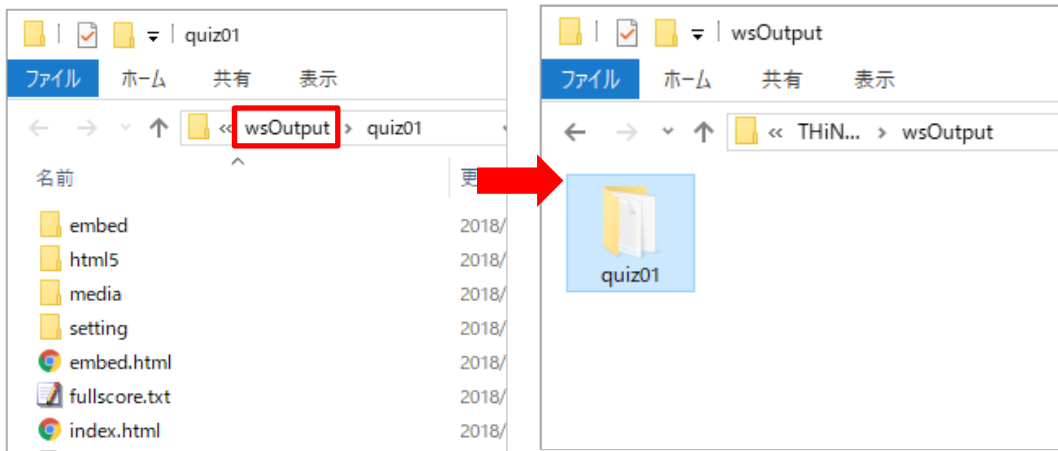 quiz01
ファイル ホーム 共有 表示
« wsOutput › quiz01
名前 更
embed 2018/
html5 2018/
media 2018/
setting 2018/
embed.html 2018/
fullscore.txt 2018/
index.html 2018/
wsOutput
ファイル ホーム 共有 表示
« THiN... › wsOutput
quiz01